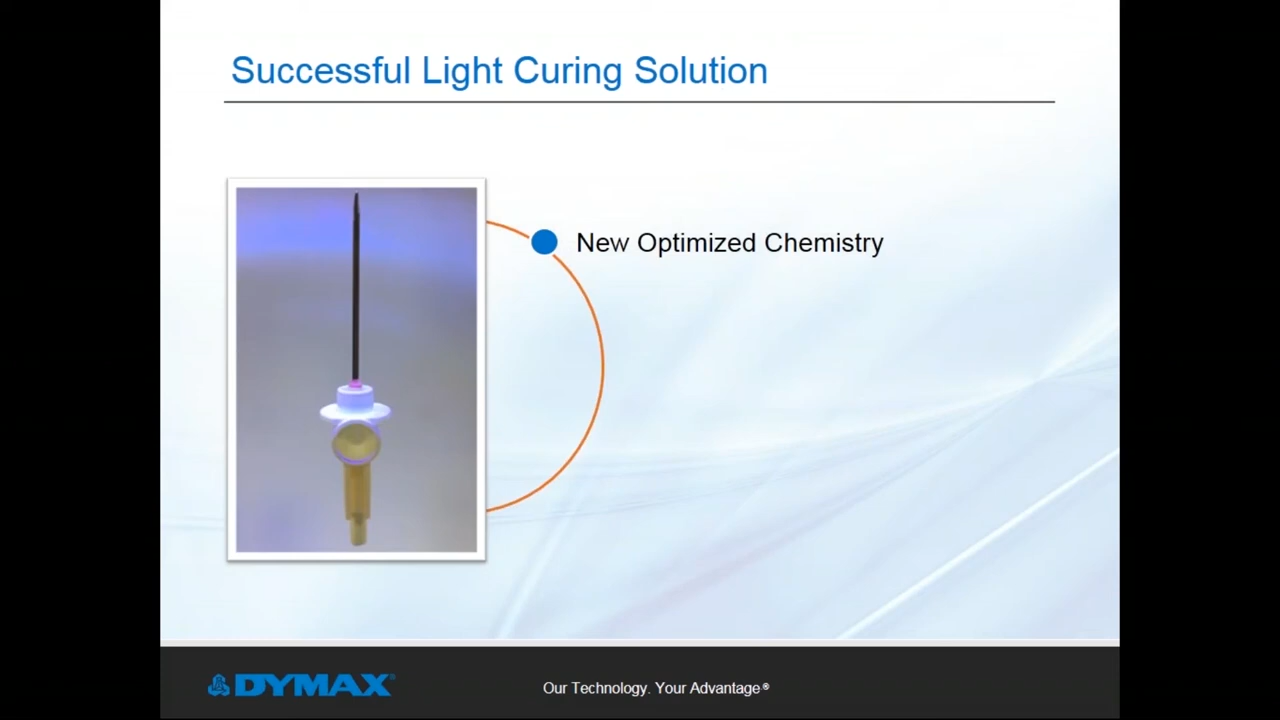 Successful Light Curing Solution
New Optimized Chemistry
DYMAX®
Our Technology. Your Advantage®